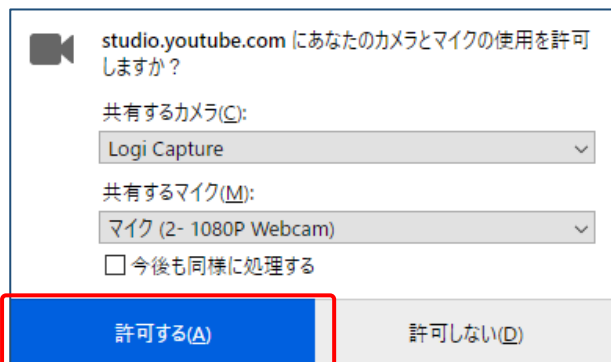 studio.youtube.com にあなたのカメラとマイクの使用を許可
しますか？
共有するカメラ(C):
Logi Capture
共有するマイク(M):
マイク (2- 1080P Webcam)
今後も同様に処理する
許可する(A)
許可しない(D)